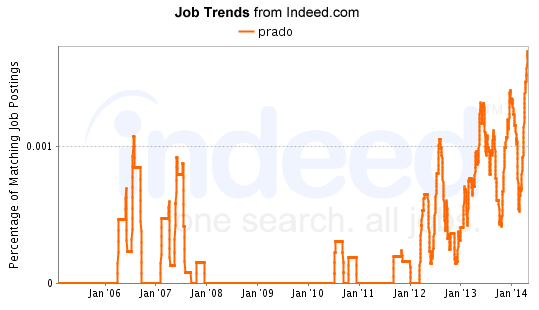 Job Trends from Indeed.com
prado
Percentage of Matching Job Postings
0.001
0
indeed
TM
one search. all jobs.
Jan'06 Jan'07 Jan'08 Jan'09 Jan'10 Jan'11 Jan'12 Jan'13 Jan'14